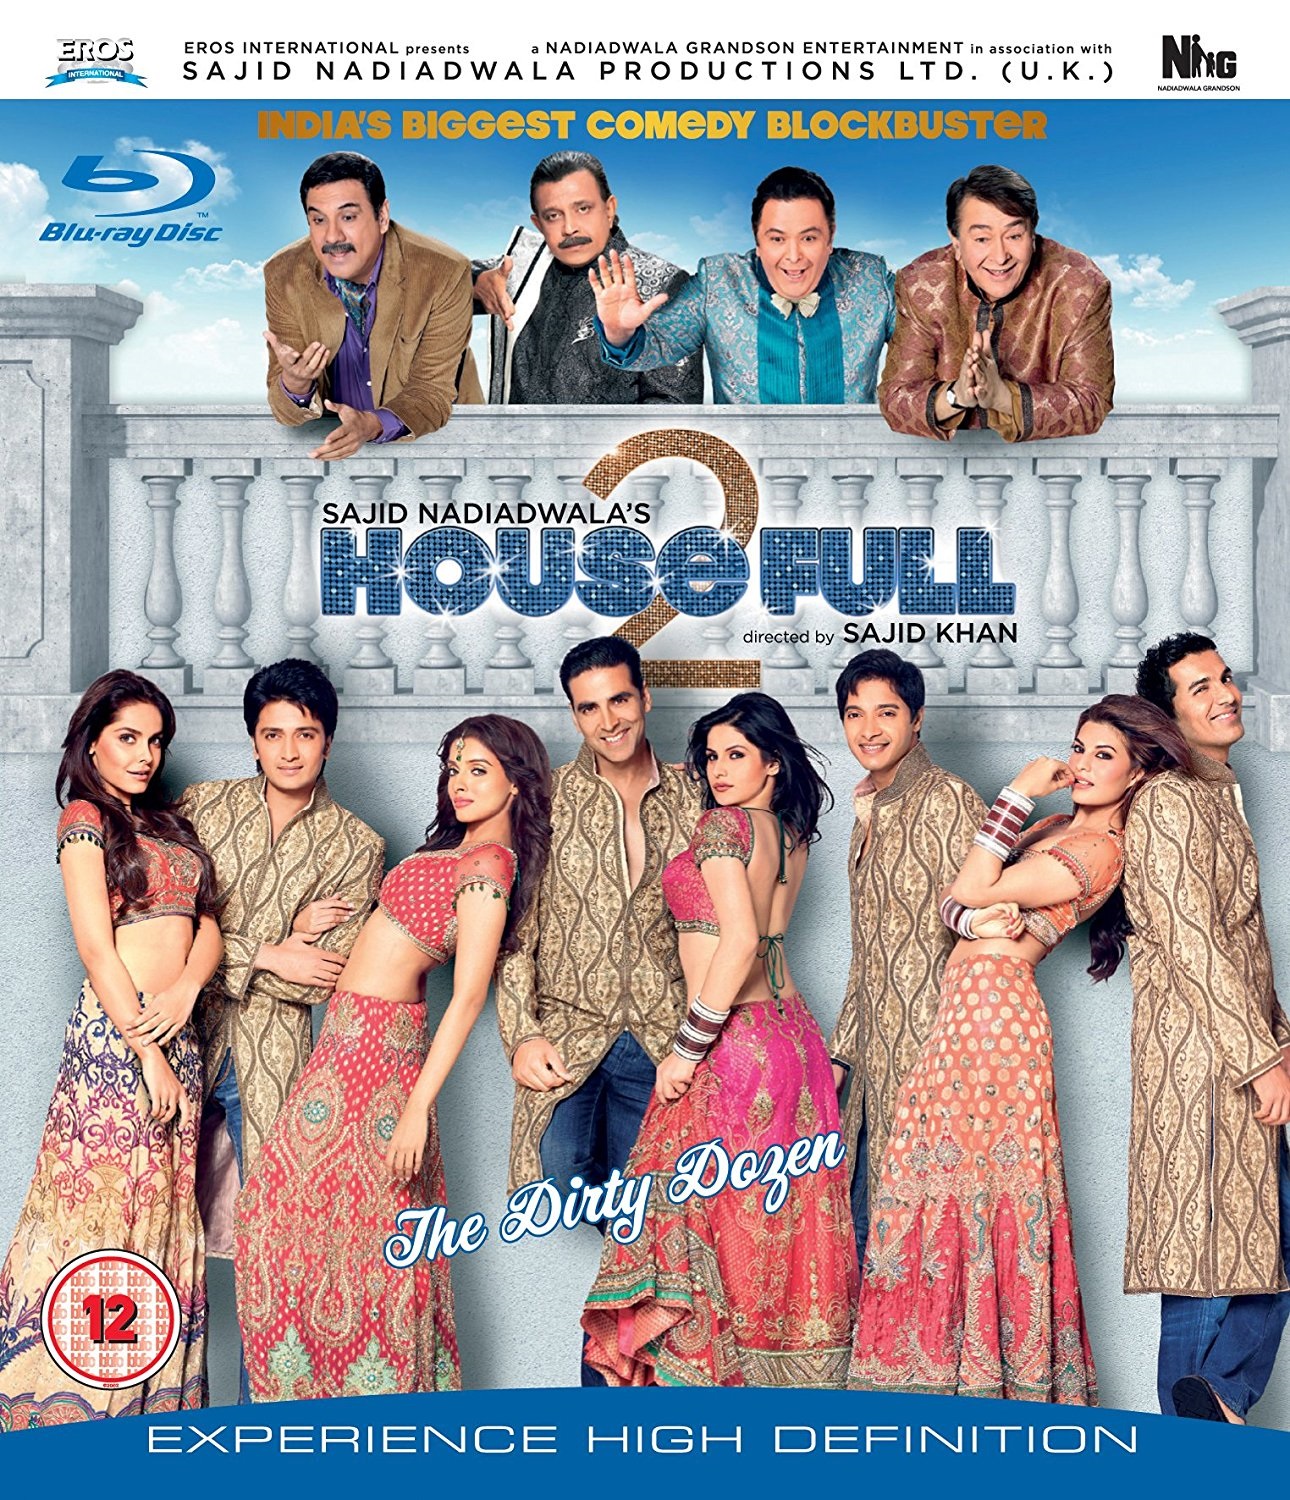 EROS
INTERNATIONAL
EROS INTERNATIONAL presents a NADIADWALA GRANDSON ENTERTAINMENT in association with
SAJID NADIADWALA PRODUCTIONS LTD. (U.K.)
NG
NADIADWALA GRANDSON
INDIA'S BIGGEST COMEDY BLOCKBUSTER
Blu-ray Disc™
SAJID NADIADWALA'S
HOUSEFULL
2
directed by SAJID KHAN
The Dirty Dozen
12
EXPERIENCE HIGH DEFINITION